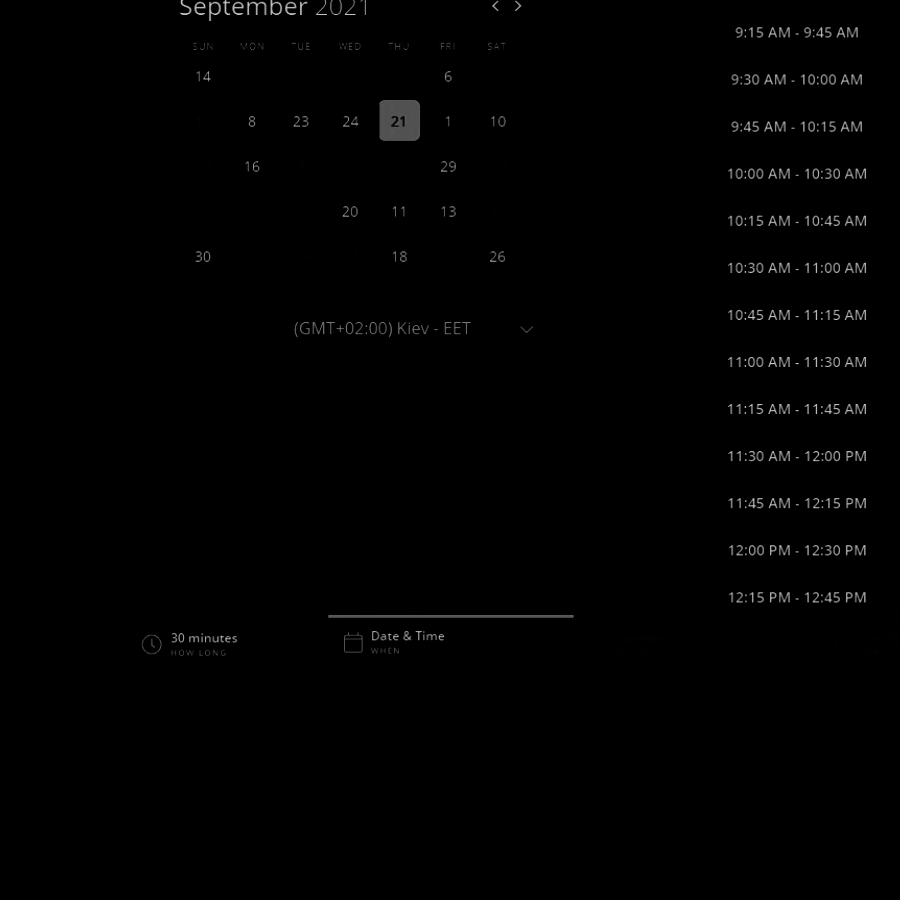 September 2021
SUN MON TUE WED THU FRI SAT
14 6
8 23 24 21 1 10
16 29
20 11 13
30 18 26
(GMT+02:00) Kiev - EET
9:15 AM - 9:45 AM
9:30 AM - 10:00 AM
9:45 AM - 10:15 AM
10:00 AM - 10:30 AM
10:15 AM - 10:45 AM
10:30 AM - 11:00 AM
10:45 AM - 11:15 AM
11:00 AM - 11:30 AM
11:15 AM - 11:45 AM
11:30 AM - 12:00 PM
11:45 AM - 12:15 PM
12:00 PM - 12:30 PM
12:15 PM - 12:45 PM
30 minutes
HOW LONG
Date & Time
WHEN